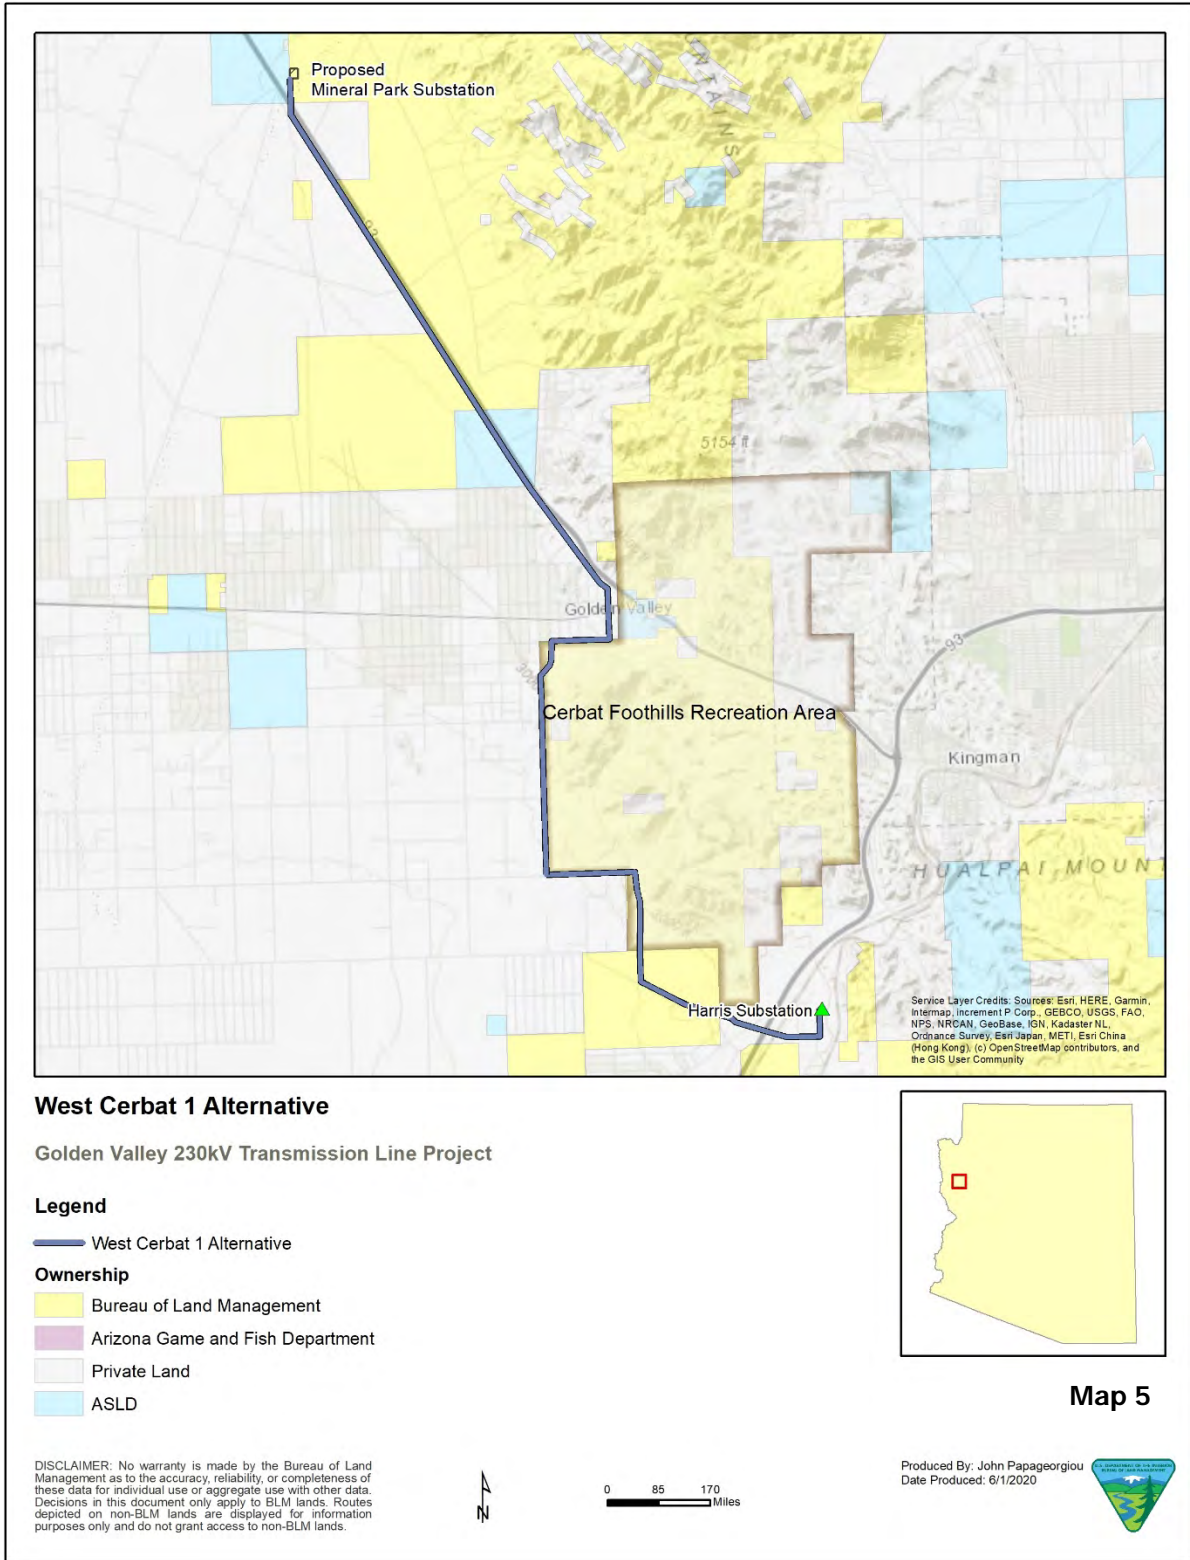 Proposed
Mineral Park Substation
93
5154 ft
Golden Valley
93
Cerbat Foothills Recreation Area
Kingman
HUALPAI MOUNT
Harris Substation
Service Layer Credits: Sources: Esri, HERE, Garmin,
Intermap, increment P Corp., GEBCO, USGS, FAO,
NPS, NRCAN, GeoBase, IGN, Kadaster NL,
Ordnance Survey, Esri Japan, METI, Esri China
(Hong Kong), (c) OpenStreetMap contributors, and
the GIS User Community
West Cerbat 1 Alternative
Golden Valley 230kV Transmission Line Project
Legend
West Cerbat 1 Alternative
Ownership
Bureau of Land Management
Arizona Game and Fish Department
Private Land
ASLD
Map 5
DISCLAIMER: No warranty is made by the Bureau of Land
Management as to the accuracy, reliability, or completeness of
these data for individual use or aggregate use with other data.
Decisions in this document only apply to BLM lands. Routes
depicted on non-BLM lands are displayed for information
purposes only and do not grant access to non-BLM lands.
N
0 85 170
Miles
Produced By: John Papageorgiou
Date Produced: 6/1/2020